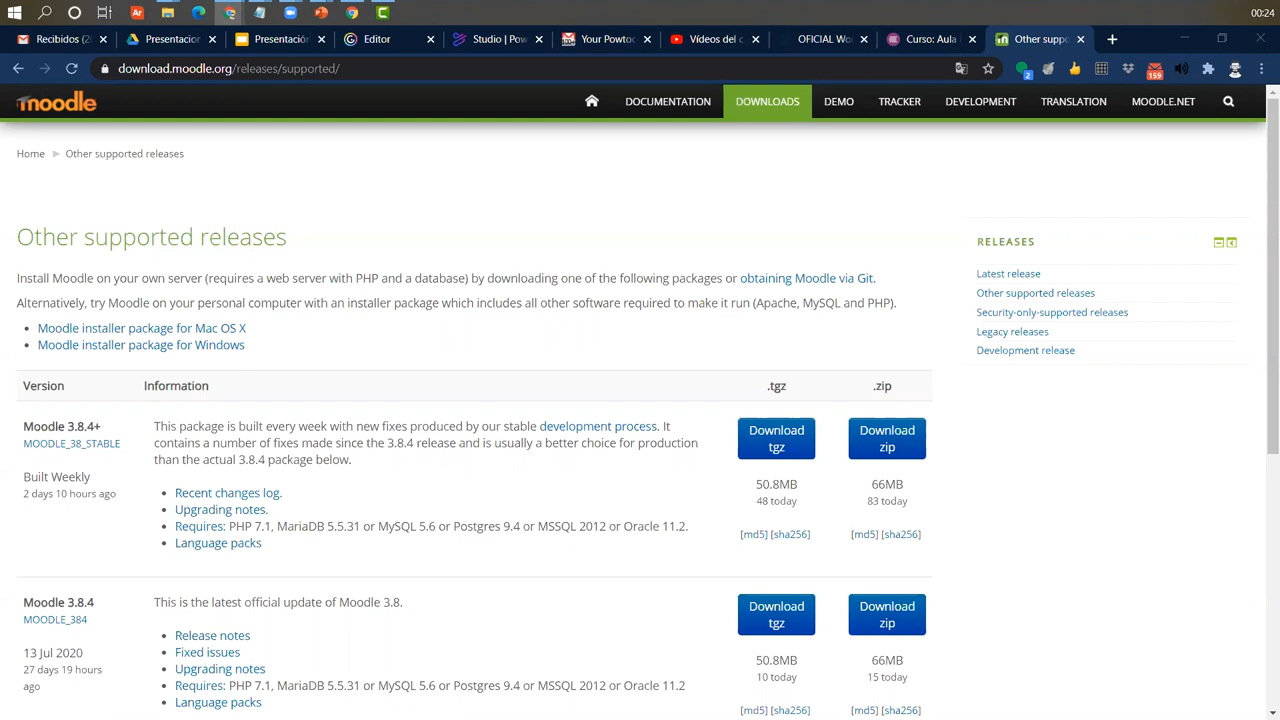 00:24
Recibidos (2
Presentacior
Presentación
Editor
Studio | Pow
Your Powtoc
Vídeos del c
OFICIAL Wo
Curso: Aula
Other suppo
download.moodle.org/releases/supported/
2
159
moodle
DOCUMENTATION
DOWNLOADS
DEMO
TRACKER
DEVELOPMENT
TRANSLATION
MOODLE.NET
Home
Other supported releases
Other supported releases
Install Moodle on your own server (requires a web server with PHP and a database) by downloading one of the following packages or obtaining Moodle via Git.
Alternatively, try Moodle on your personal computer with an installer package which includes all other software required to make it run (Apache, MySQL and PHP).
Moodle installer package for Mac OS X
Moodle installer package for Windows
Version Information .tgz .zip
Moodle 3.8.4+
MOODLE_38_STABLE
Built Weekly
2 days 10 hours ago
This package is built every week with new fixes produced by our stable development process. It
contains a number of fixes made since the 3.8.4 release and is usually a better choice for production
than the actual 3.8.4 package below.
Recent changes log.
Upgrading notes.
Requires: PHP 7.1, MariaDB 5.5.31 or MySQL 5.6 or Postgres 9.4 or MSSQL 2012 or Oracle 11.2.
Language packs
Download
tgz
50.8MB
48 today
[md5] [sha256]
Download
zip
66MB
83 today
[md5] [sha256]
Moodle 3.8.4
MOODLE_384
13 Jul 2020
27 days 19 hours
ago
This is the latest official update of Moodle 3.8.
Release notes
Fixed issues
Upgrading notes
Requires: PHP 7.1, MariaDB 5.5.31 or MySQL 5.6 or Postgres 9.4 or MSSQL 2012 or Oracle 11.2
Language packs
Download
tgz
50.8MB
10 today
[md5] [sha256]
Download
zip
66MB
15 today
[md5] [sha256]
RELEASES
Latest release
Other supported releases
Security-only-supported releases
Legacy releases
Development release